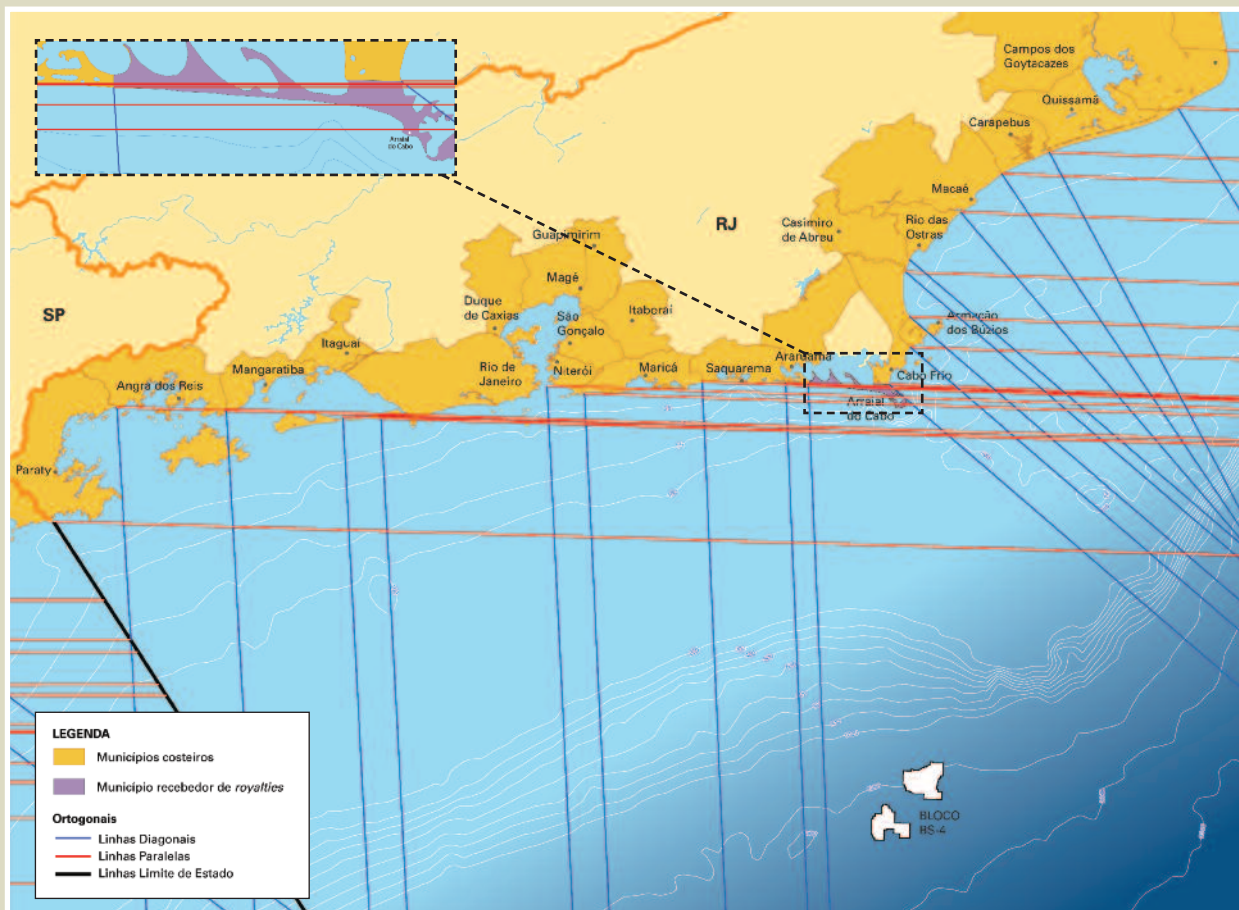 Arraial
do Cabo
Campos dos
Goytacazes
Quissamã
Carapebus
Macaé
Rio das
Ostras
Casimiro
de Abreu
RJ
Guapimirim
Magé
Duque
de Caxias
São
Gonçalo
Itaboraí
Armação
dos Búzios
SP
Itaguaí
Mangaratiba
Angra dos Reis
Rio de
Janeiro
Niterói
Maricá
Saquarema
Araruama
Cabo Frio
Arraial
do Cabo
Paraty
BLOCO
BS-4
LEGENDA
Municípios costeiros
Município recebedor de royalties
Ortogonais
Linhas Diagonais
Linhas Paralelas
Linhas Limite de Estado